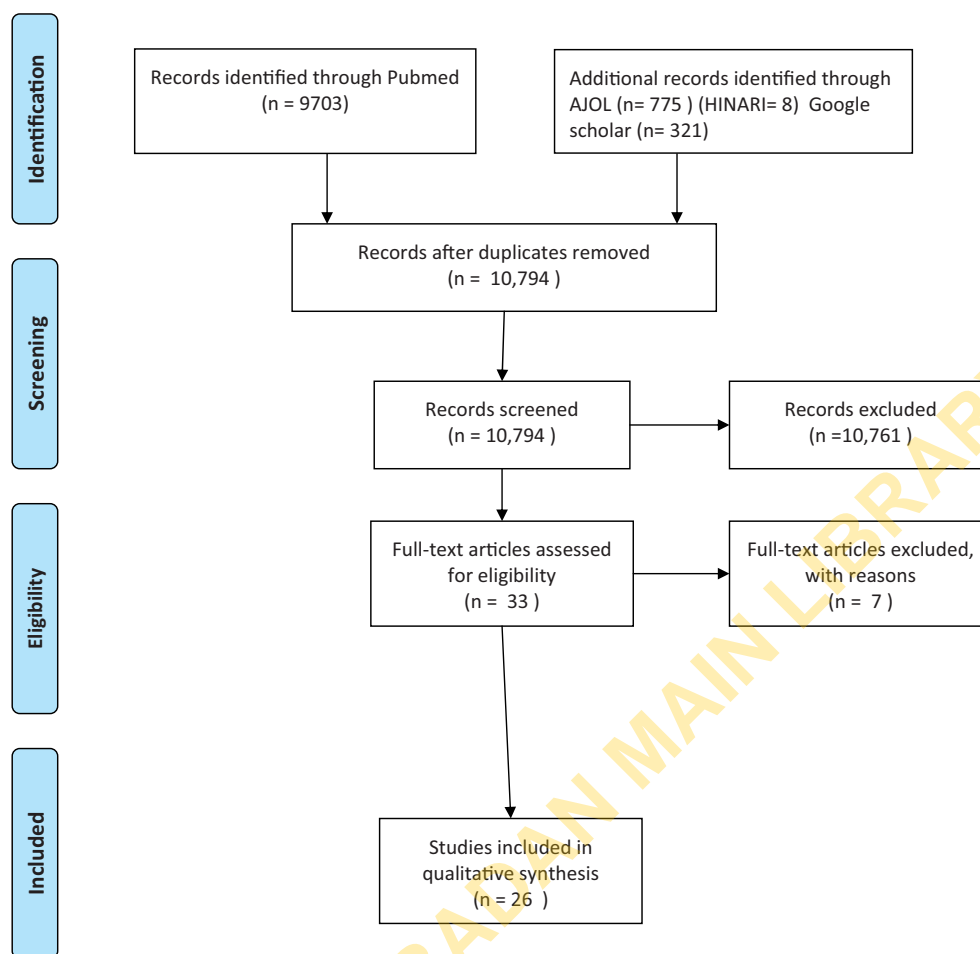 Identification
Records identified through Pubmed
(n = 9703)
Additional records identified through
AJOL (n= 775 ) (HINARI= 8) Google
scholar (n= 321)
Records after duplicates removed
(n = 10,794 )
Screening
Records screened
(n = 10,794 )
Records excluded
(n =10,761 )
Eligibility
Full-text articles assessed
for eligibility
(n = 33 )
Full-text articles excluded,
with reasons
(n = 7 )
Included
Studies included in
qualitative synthesis
(n = 26 )
MAIN